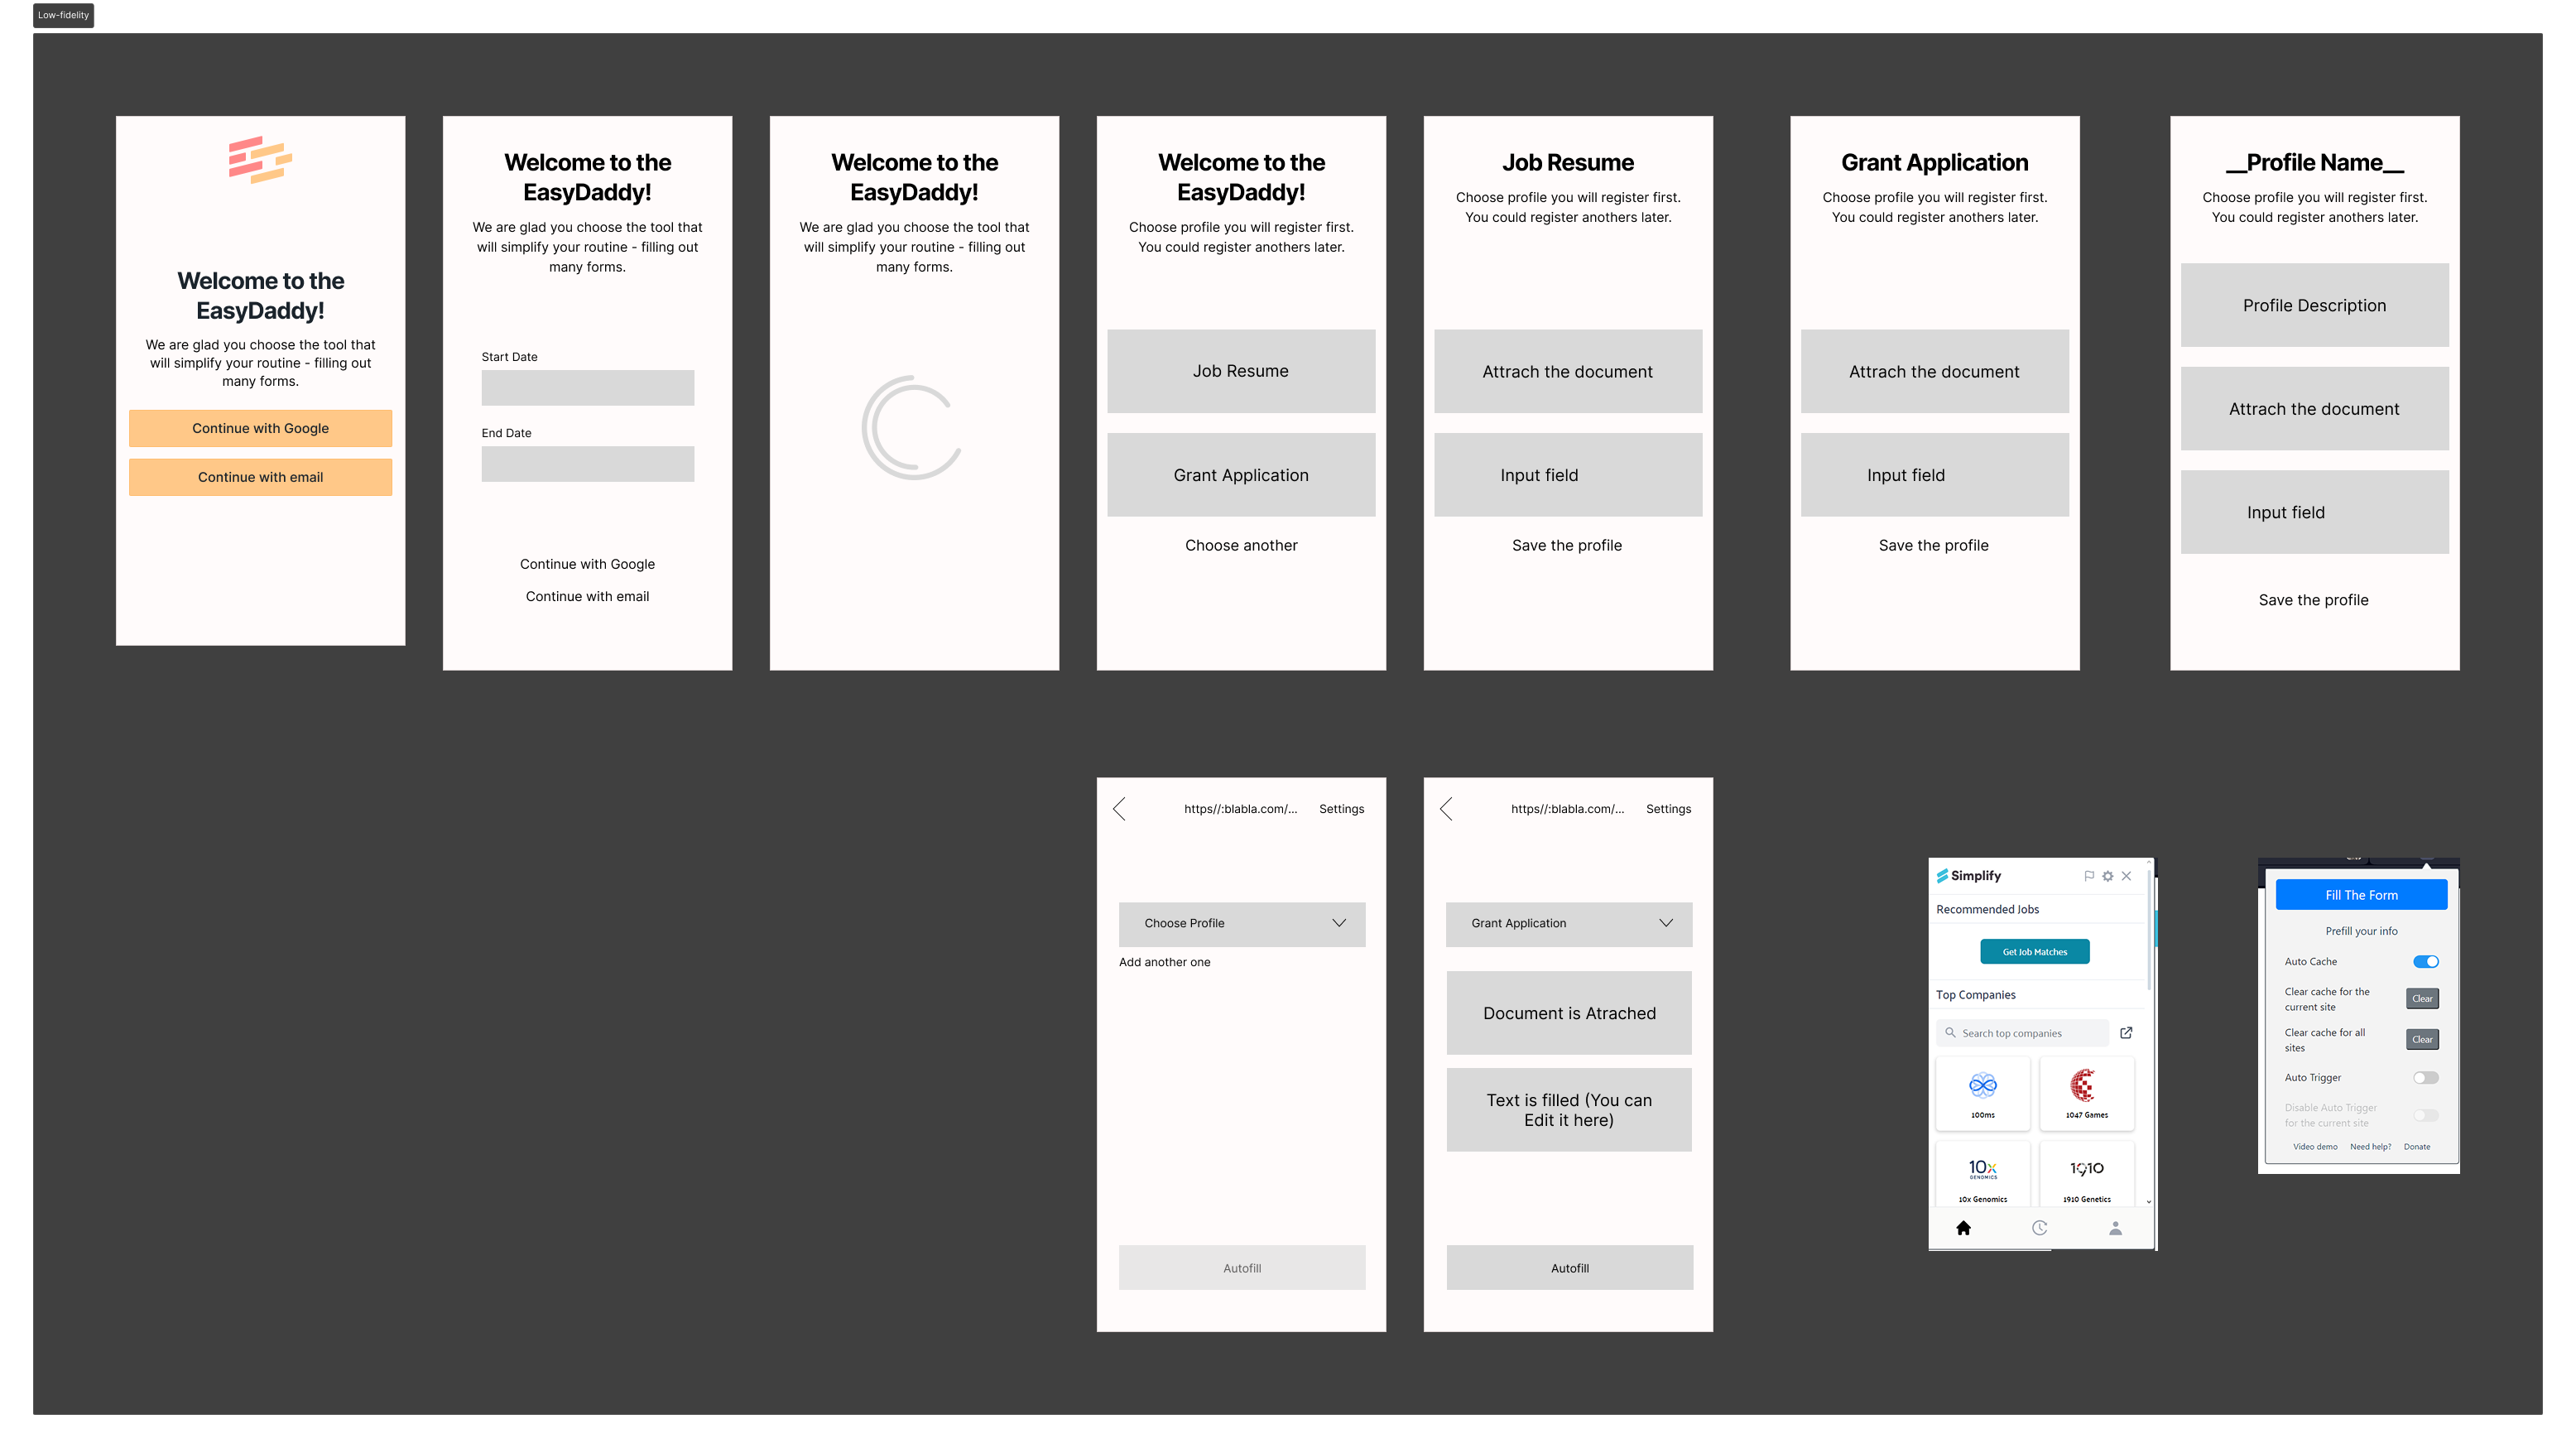 Low-fidelity
Welcome to the
EasyDaddy!
We are glad you choose the tool that
will simplify your routine - filling out
many forms.
Continue with Google
Continue with email
Welcome to the
EasyDaddy!
We are glad you choose the tool that
will simplify your routine - filling out
many forms.
Start Date
End Date
Continue with Google
Continue with email
Welcome to the
EasyDaddy!
We are glad you choose the tool that
will simplify your routine - filling out
many forms.
Welcome to the
EasyDaddy!
Choose profile you will register first.
You could register anothers later.
Job Resume
Grant Application
Choose another
Job Resume
Choose profile you will register first.
You could register anothers later.
Attrach the document
Input field
Save the profile
Grant Application
Choose profile you will register first.
You could register anothers later.
Attrach the document
Input field
Save the profile
__Profile Name__
Choose profile you will register first.
You could register anothers later.
Profile Description
Attrach the document
Input field
Save the profile
https//:blabla.com/... Settings
Choose Profile
Add another one
Autofill
https//:blabla.com/... Settings
Grant Application
Document is Atrached
Text is filled (You can
Edit it here)
Autofill
Simplify
Recommended Jobs
Get Job Matches
Top Companies
Search top companies
100ms
1047 Games
10x
GENOMICS
10x Genomics
1910
1910 Genetics
Fill The Form
Prefill your info
Auto Cache
Clear cache for the
current site
Clear
Clear cache for all
sites
Clear
Auto Trigger
Disable Auto Trigger
for the current site
Video demo Need help? Donate